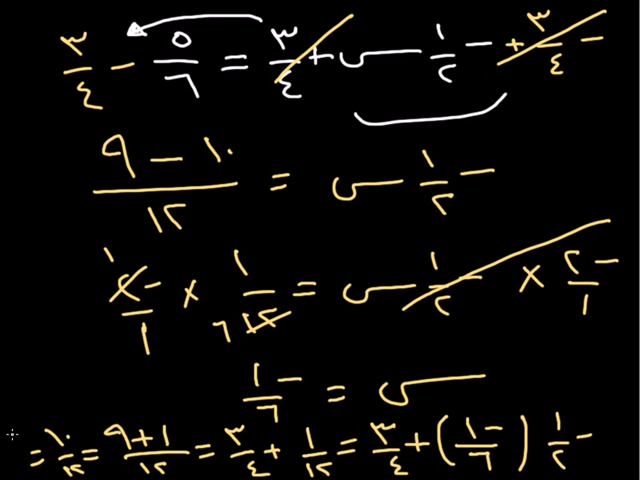 − ٣/٤ + − ١/٢ س + ٣/٤ = ٥/٦ − ٣/٤
− ١/٢ س = ١٠ − ٩/١٢
− ٢/١ × − ١/٢ س = ١/١٢ ٦ × − ٢/١ ١
س = − ١/٦
− ١/٢ (− ١/٦) + ٣/٤ = ١/١٢ + ٣/٤ = ١ + ٩/١٢ = ١٠/١٢ =